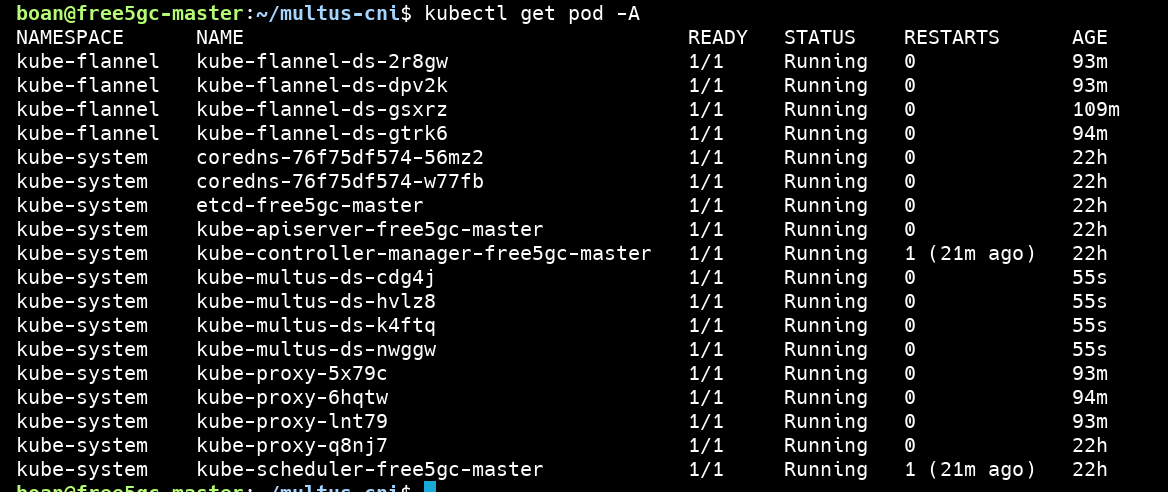 boan@free5gc-master:~/multus-cni$ kubectl get pod -A
NAMESPACE      NAME                                     READY   STATUS    RESTARTS      AGE
kube-flannel   kube-flannel-ds-2r8gw                    1/1     Running   0             93m
kube-flannel   kube-flannel-ds-dpv2k                    1/1     Running   0             93m
kube-flannel   kube-flannel-ds-gsxrz                    1/1     Running   0             109m
kube-flannel   kube-flannel-ds-gtrk6                    1/1     Running   0             94m
kube-system    coredns-76f75df574-56mz2                 1/1     Running   0             22h
kube-system    coredns-76f75df574-w77fb                 1/1     Running   0             22h
kube-system    etcd-free5gc-master                      1/1     Running   0             22h
kube-system    kube-apiserver-free5gc-master            1/1     Running   0             22h
kube-system    kube-controller-manager-free5gc-master   1/1     Running   1 (21m ago)   22h
kube-system    kube-multus-ds-cdg4j                     1/1     Running   0             55s
kube-system    kube-multus-ds-hvlz8                     1/1     Running   0             55s
kube-system    kube-multus-ds-k4ftq                     1/1     Running   0             55s
kube-system    kube-multus-ds-nwggw                     1/1     Running   0             55s
kube-system    kube-proxy-5x79c                         1/1     Running   0             93m
kube-system    kube-proxy-6hqtw                         1/1     Running   0             94m
kube-system    kube-proxy-lnt79                         1/1     Running   0             93m
kube-system    kube-proxy-q8nj7                         1/1     Running   0             22h
kube-system    kube-scheduler-free5gc-master            1/1     Running   1 (21m ago)   22h
boan@free5gc-master:~/multus-cni$